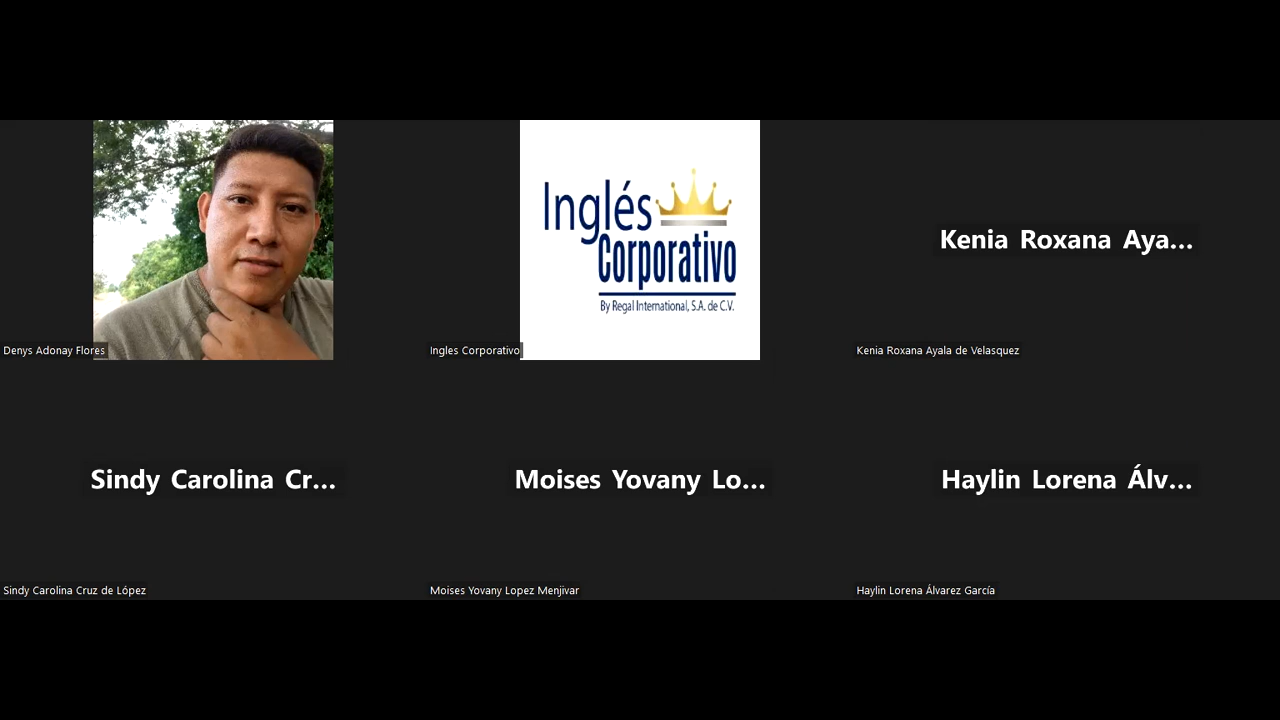 Inglés
Corporativo
By Regal International, S.A. de C.V.
Kenia Roxana Aya...
Denys Adonay Flores
Ingles Corporativo
Kenia Roxana Ayala de Velasquez
Sindy Carolina Cr...
Moises Yovany Lo...
Haylin Lorena Álv...
Sindy Carolina Cruz de López
Moises Yovany Lopez Menjivar
Haylin Lorena Álvarez García